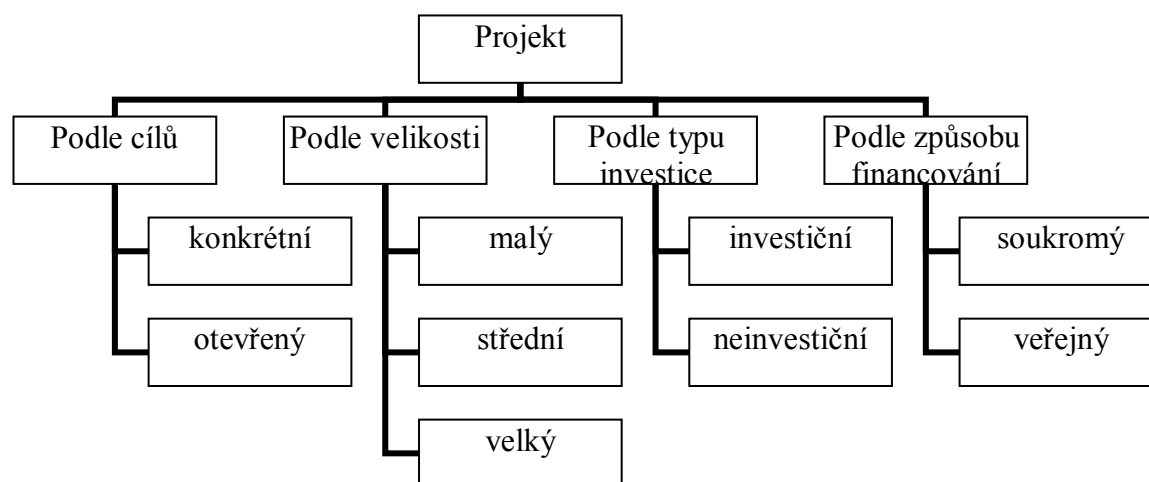 Projekt
Podle cílů
Podle velikosti
Podle typu
investice
Podle způsobu
financování
konkrétní
malý
investiční
soukromý
otevřený
střední
neinvestiční
veřejný
velký